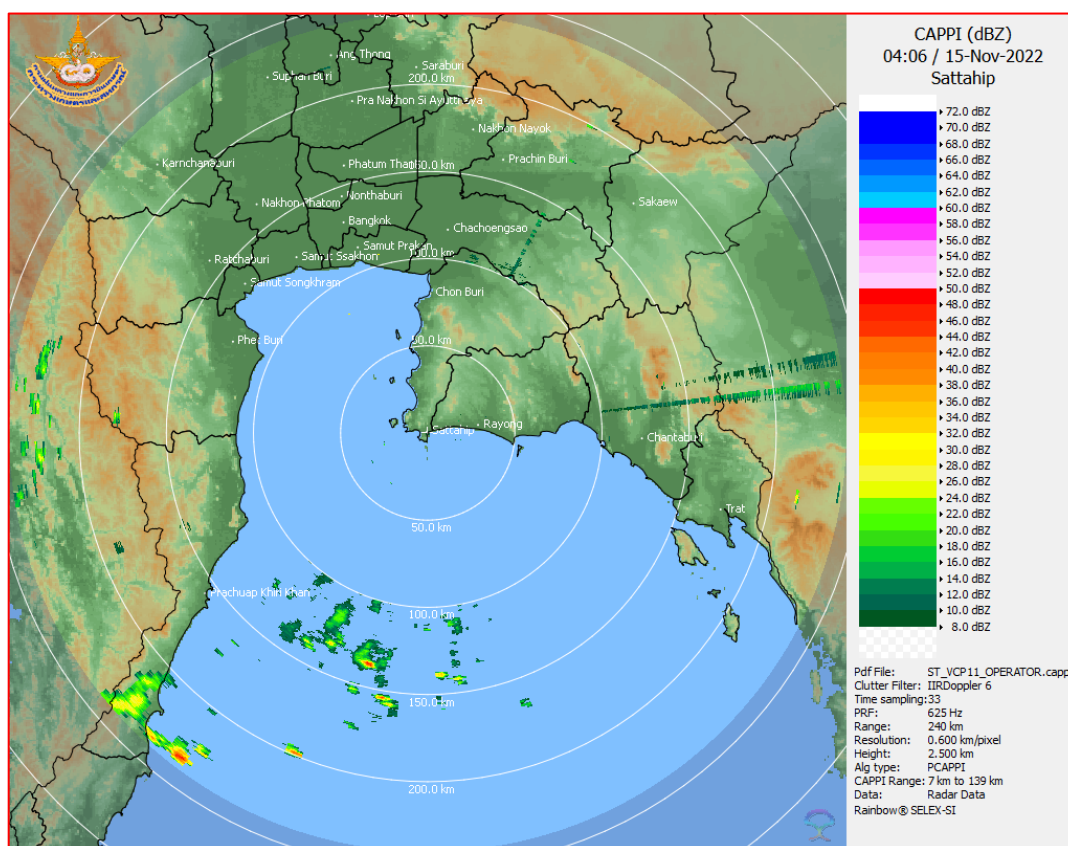 CAPPI (dBZ)
04:06 / 15-Nov-2022
Sattahip
72.0 dBZ
70.0 dBZ
68.0 dBZ
66.0 dBZ
64.0 dBZ
62.0 dBZ
60.0 dBZ
58.0 dBZ
56.0 dBZ
54.0 dBZ
52.0 dBZ
50.0 dBZ
48.0 dBZ
46.0 dBZ
44.0 dBZ
42.0 dBZ
40.0 dBZ
38.0 dBZ
36.0 dBZ
34.0 dBZ
32.0 dBZ
30.0 dBZ
28.0 dBZ
26.0 dBZ
24.0 dBZ
22.0 dBZ
20.0 dBZ
18.0 dBZ
16.0 dBZ
14.0 dBZ
12.0 dBZ
10.0 dBZ
8.0 dBZ
Pdf File: ST_VCP11_OPERATOR.capp
Clutter Filter: IIRDoppler 6
Time sampling:33
PRF: 625 Hz
Range: 240 km
Resolution: 0.600 km/pixel
Height: 2.500 km
Alg type: PCAPPI
CAPPI Range: 7 km to 139 km
Data: Radar Data
Rainbow® SELEX-SI
Ang Thong
Saraburi
Suphan Buri
200.0 km
Pra Nakhon Si Ayutthaya
Nakhon Nayok
Karnchanaburi
Phatum Thani
150.0 km
Prachin Buri
Nonthaburi
Nakhon Phatom
Sakaew
Bangkok
Chachoengsao
Samut Prakan
Ratchaburi
Samut Ssakhon
100.0 km
Samut Songkhram
Chon Buri
Phet Buri
50.0 km
Sattahip
Rayong
Chantaburi
Trat
50.0 km
Prachuap Khiri Khan
100.0 km
150.0 km
200.0 km